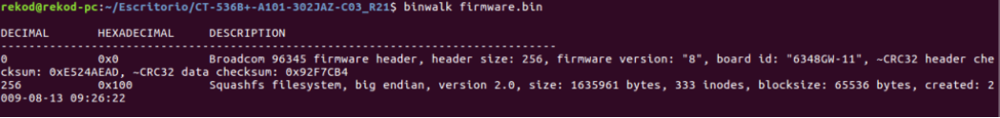 rekod@rekod-pc:~/Escritorio/CT-536B+-A101-302JAZ-C03_R21$ binwalk firmware.bin
DECIMAL       HEXADECIMAL     DESCRIPTION
--------------------------------------------------------------------------------
0             0x0             Broadcom 96345 firmware header, header size: 256, firmware version: "8", board id: "6348GW-11", ~CRC32 header che
cksum: 0xE524AEAD, ~CRC32 data checksum: 0x92F7CB4
256           0x100           Squashfs filesystem, big endian, version 2.0, size: 1635961 bytes, 333 inodes, blocksize: 65536 bytes, created: 2
009-08-13 09:26:22